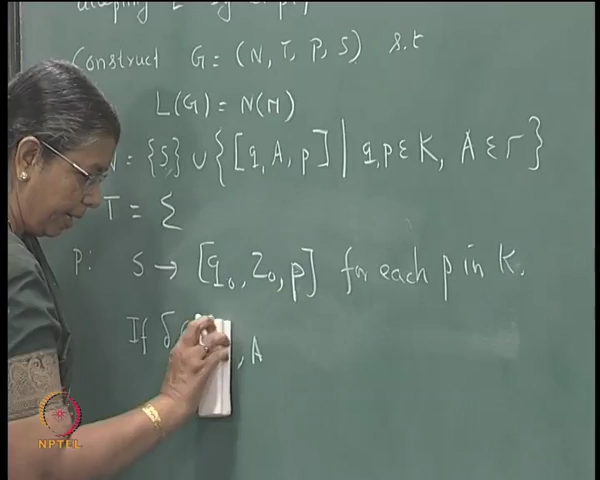 Construct G = (N, T, P, S) s.t
L(G) = N(M)
N = {S} ∪ {[q, A, p] | q,p ε K, A ε Γ}
T = Σ
P: S → [q₀, Z₀, p] for each p in K.
If δ(
, A
NPTEL